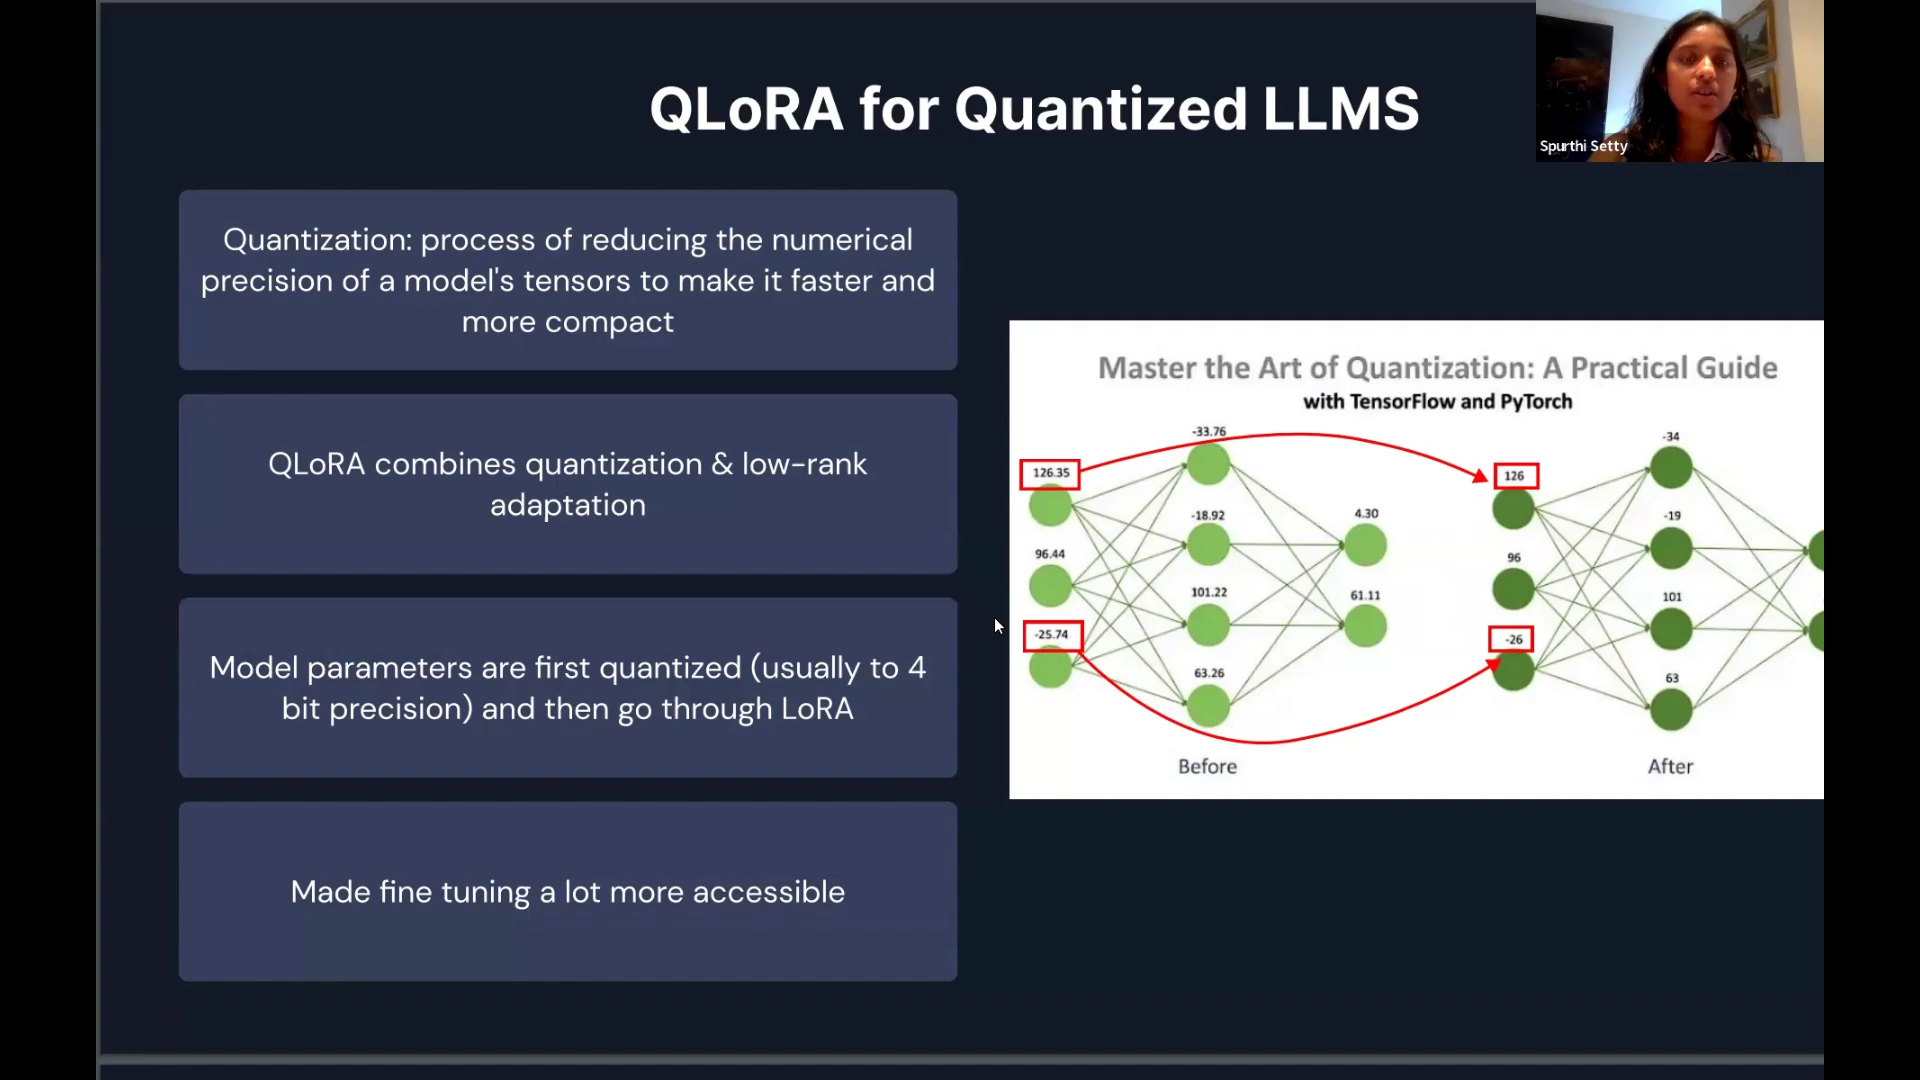 QLoRA for Quantized LLMS
Spurthi Setty
Quantization: process of reducing the numerical
precision of a model's tensors to make it faster and
more compact
QLoRA combines quantization & low-rank
adaptation
Model parameters are first quantized (usually to 4
bit precision) and then go through LoRA
Made fine tuning a lot more accessible
Master the Art of Quantization: A Practical Guide
with TensorFlow and PyTorch
-33.76
126.35
-18.92
4.30
96.44
101.22
61.11
-25.74
63.26
Before
-34
126
-19
96
101
-26
63
After